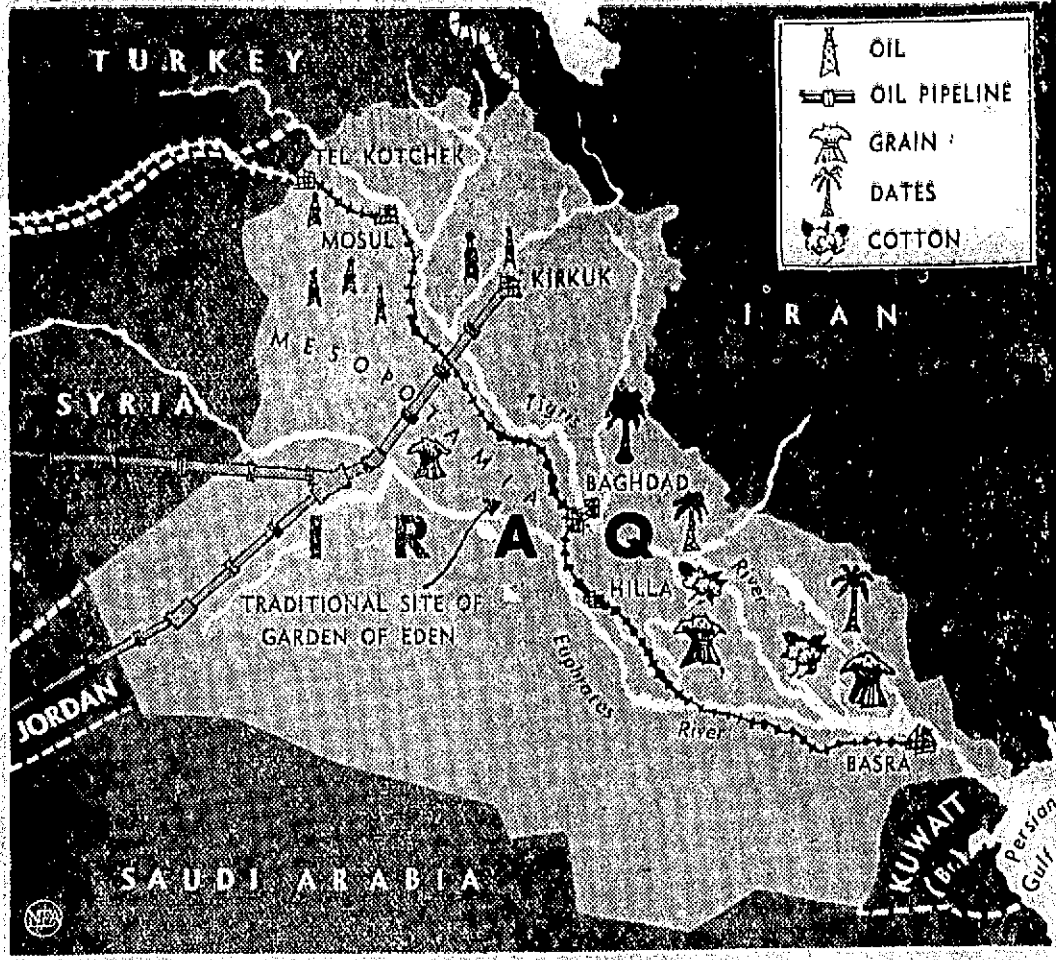 TURKEY
OIL
OIL PIPELINE
GRAIN
DATES
COTTON
TEL KOTCHEK
MOSUL
KIRKUK
IRAN
MESOPOTAMIA
SYRIA
Tigris
BAGHDAD
IRAQ
River
HILLA
TRADITIONAL SITE OF
GARDEN OF EDEN
Euphrates
River
JORDAN
BASRA
KUWAIT
(Br.)
Persian
Gulf
SAUDI ARABIA